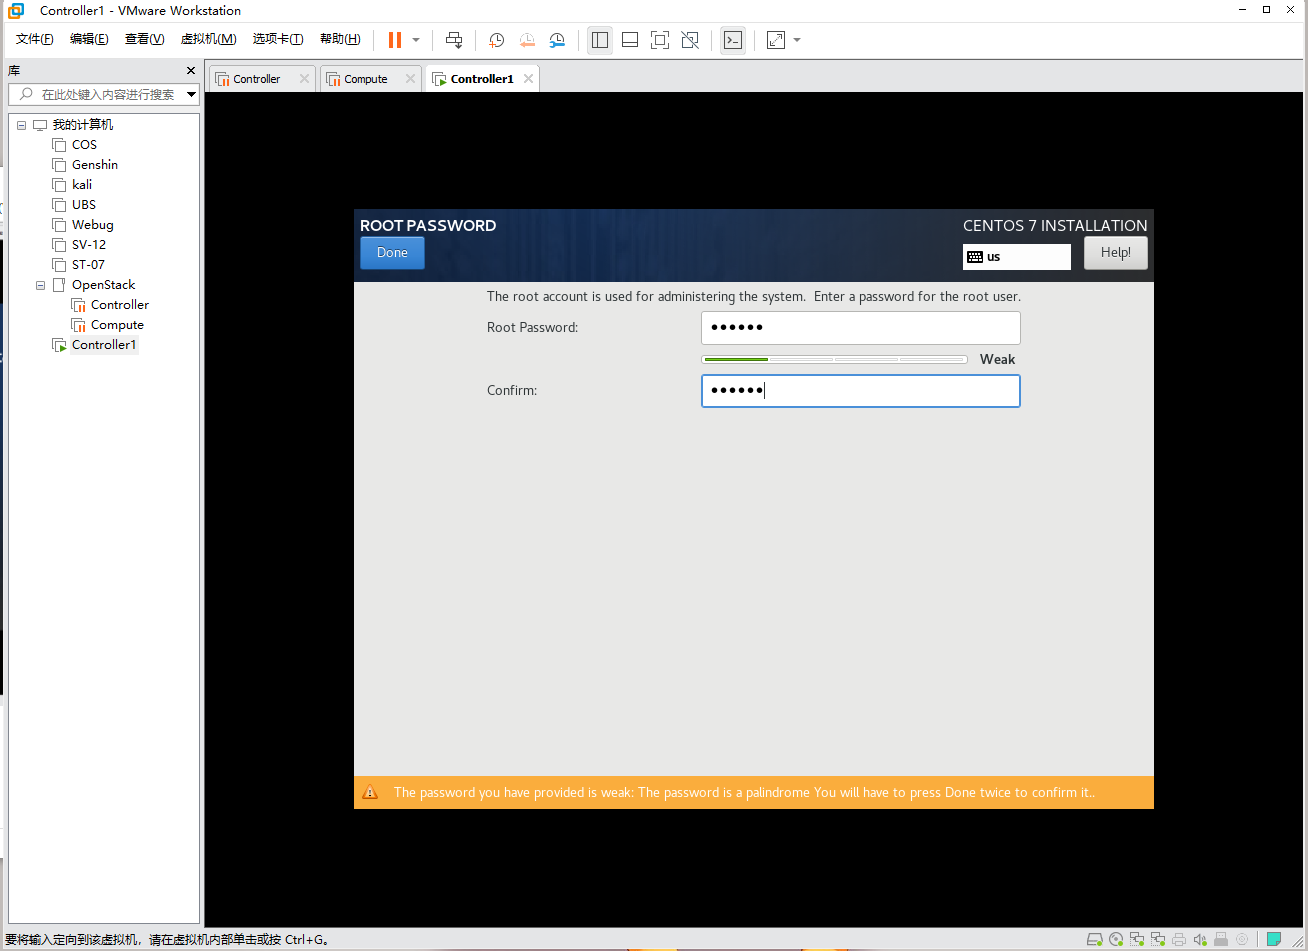 Controller1 - VMware Workstation
文件(F) 编辑(E) 查看(V) 虚拟机(M) 选项卡(T) 帮助(H)
库
在此处键入内容进行搜索
我的计算机
COS
Genshin
kali
UBS
Webug
SV-12
ST-07
OpenStack
Controller
Compute
Controller1
Controller Compute Controller1
ROOT PASSWORD
Done
CENTOS 7 INSTALLATION
us
Help!
The root account is used for administering the system. Enter a password for the root user.
Root Password: ••••••
Weak
Confirm: ••••••
The password you have provided is weak: The password is a palindrome You will have to press Done twice to confirm it..
要将输入定向到该虚拟机，请在虚拟机内部单击或按 Ctrl+G。